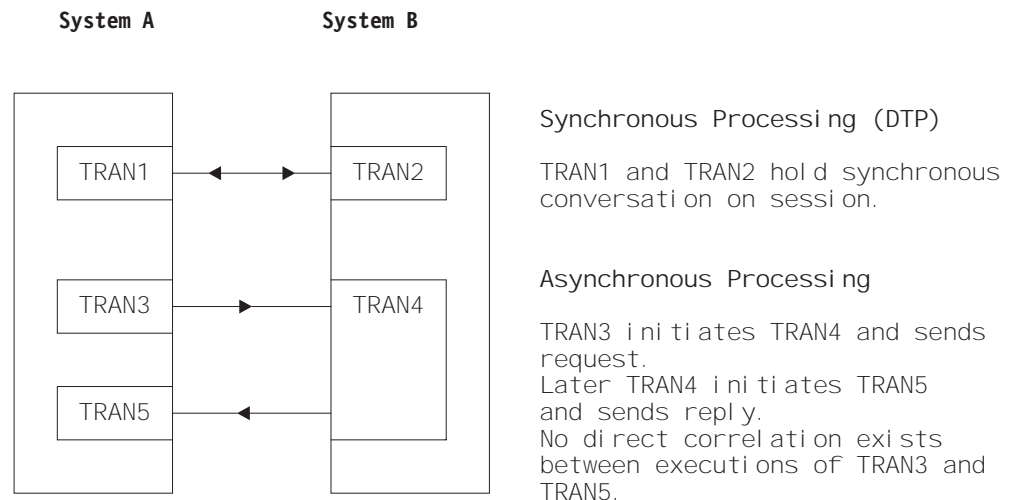 System A System B
Synchronous Processing (DTP)
TRAN1 TRAN2
TRAN1 and TRAN2 hold synchronous
conversation on session.
Asynchronous Processing
TRAN3 TRAN4
TRAN3 initiates TRAN4 and sends
request.
Later TRAN4 initiates TRAN5
TRAN5
and sends reply.
No direct correlation exists
between executions of TRAN3 and
TRAN5.